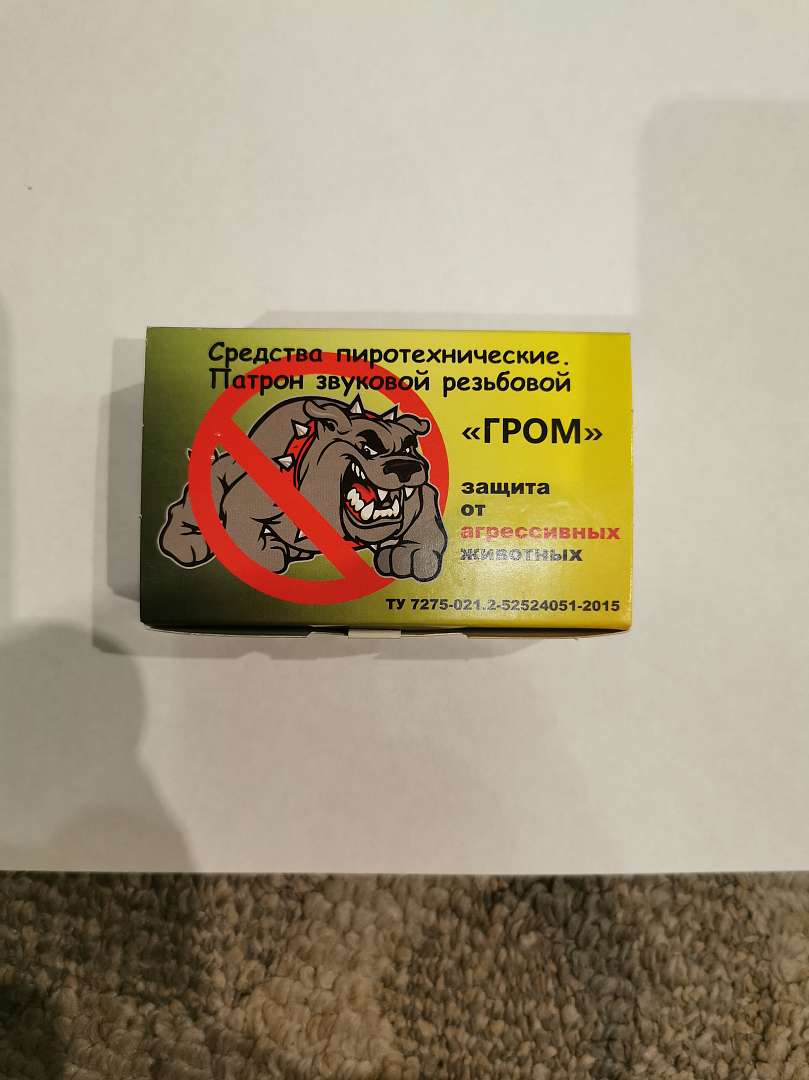 Средства пиротехнические.
Патрон звуковой резьбовой
«ГРОМ»
защита
от
агрессивных
животных
ТУ 7275-021.2-52524051-2015